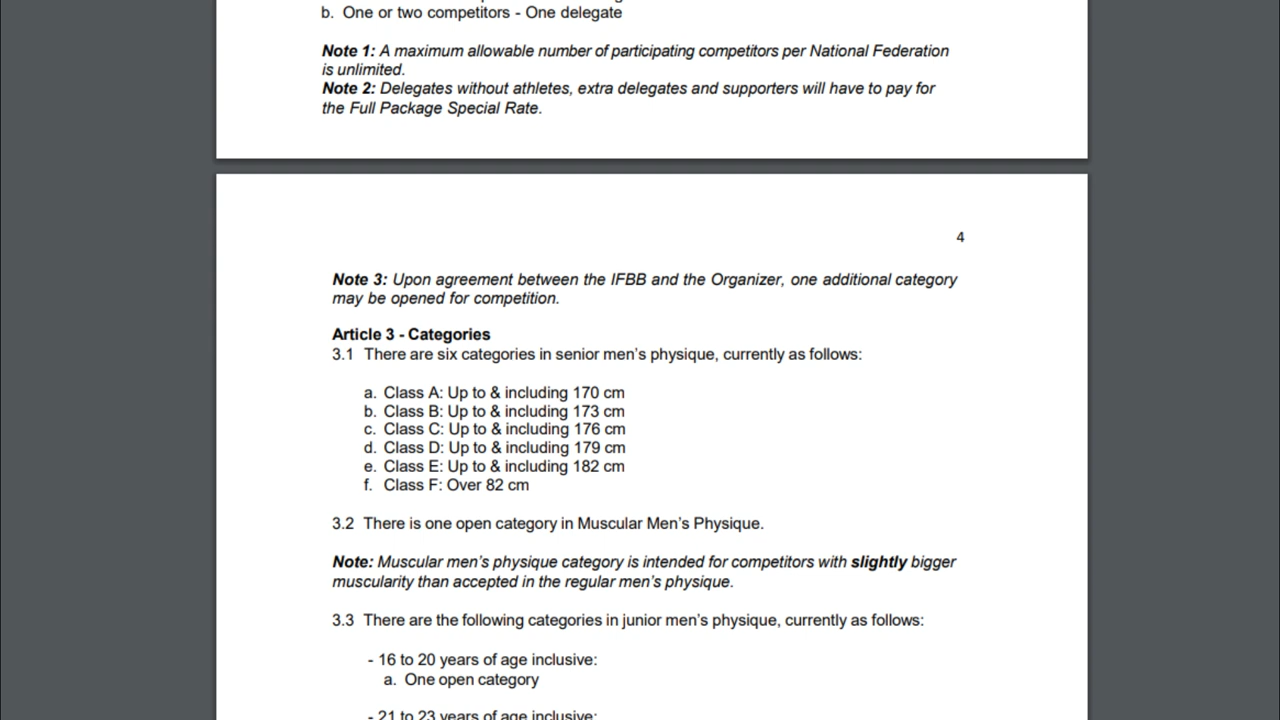 b. One or two competitors - One delegate
Note 1: A maximum allowable number of participating competitors per National Federation
is unlimited.
Note 2: Delegates without athletes, extra delegates and supporters will have to pay for
the Full Package Special Rate.
4
Note 3: Upon agreement between the IFBB and the Organizer, one additional category
may be opened for competition.
Article 3 - Categories
3.1 There are six categories in senior men’s physique, currently as follows:
a. Class A: Up to & including 170 cm
b. Class B: Up to & including 173 cm
c. Class C: Up to & including 176 cm
d. Class D: Up to & including 179 cm
e. Class E: Up to & including 182 cm
f. Class F: Over 82 cm
3.2 There is one open category in Muscular Men’s Physique.
Note: Muscular men’s physique category is intended for competitors with slightly bigger
muscularity than accepted in the regular men’s physique.
3.3 There are the following categories in junior men’s physique, currently as follows:
- 16 to 20 years of age inclusive:
a. One open category
- 21 to 23 years of age inclusive: